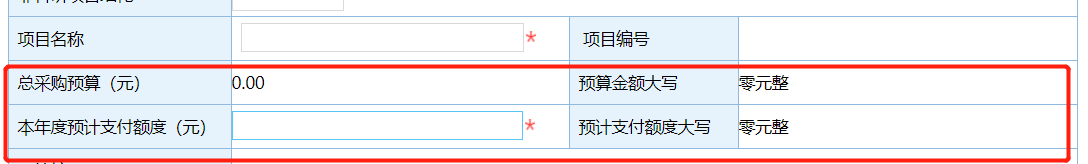 项目名称 * 项目编号
总采购预算（元） 0.00 预算金额大写 零元整
本年度预计支付额度（元） * 预计支付额度大写 零元整